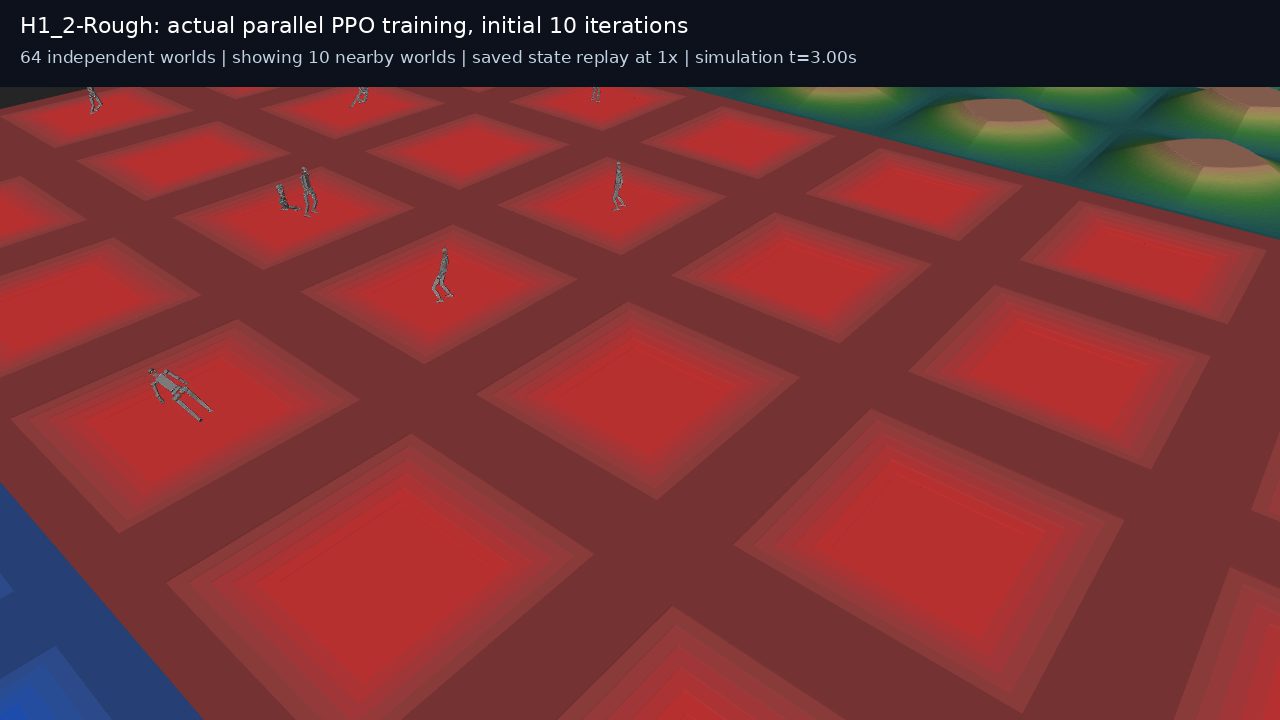 H1_2-Rough: actual parallel PPO training, initial 10 iterations
64 independent worlds | showing 10 nearby worlds | saved state replay at 1x | simulation t=3.00s